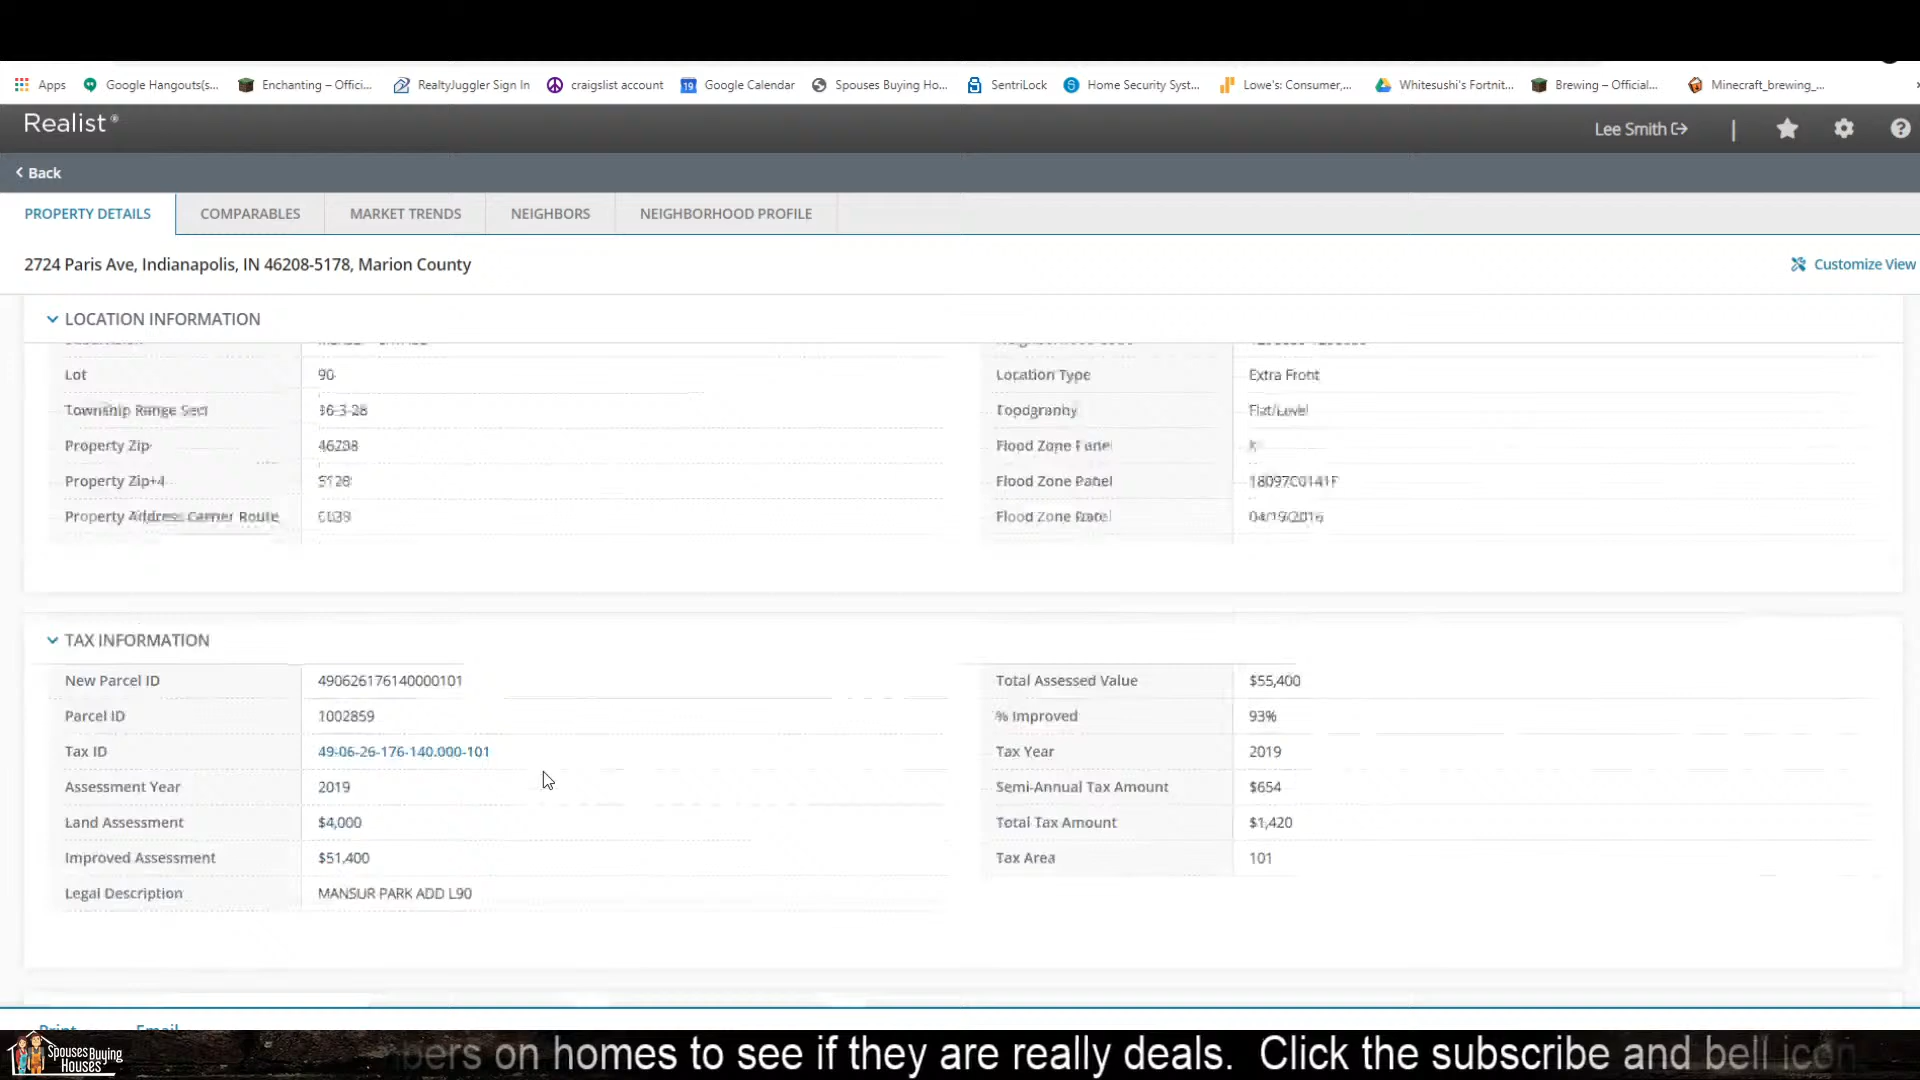 Apps Google Hangouts(s... Enchanting – Offici... RealtyJuggler Sign In craigslist account Google Calendar Spouses Buying Ho... SentriLock Home Security Syst... Lowe's: Consumer,... Whitesushi's Fortnit... Brewing – Official... Minecraft_brewing_...
Realist®
Lee Smith
Back
PROPERTY DETAILS COMPARABLES MARKET TRENDS NEIGHBORS NEIGHBORHOOD PROFILE
2724 Paris Ave, Indianapolis, IN 46208-5178, Marion County
Customize View
LOCATION INFORMATION
Lot 90 Location Type Extra Front
Township Range Sect Topography Flat/Level
Property Zip 46208 Flood Zone
Property Zip+4 Flood Zone Panel 18097C0141F
Property Address Carrier Route Flood Zone
TAX INFORMATION
New Parcel ID 490626176140000101 Total Assessed Value $55,400
Parcel ID 1002859 % Improved 93%
Tax ID 49-06-26-176-140.000-101 Tax Year 2019
Assessment Year 2019 Semi-Annual Tax Amount $654
Land Assessment $4,000 Total Tax Amount $1,420
Improved Assessment $51,400 Tax Area 101
Legal Description MANSUR PARK ADD L90
Print Email
Spouses Buying
Houses
bers on homes to see if they are really deals. Click the subscribe and bell icon